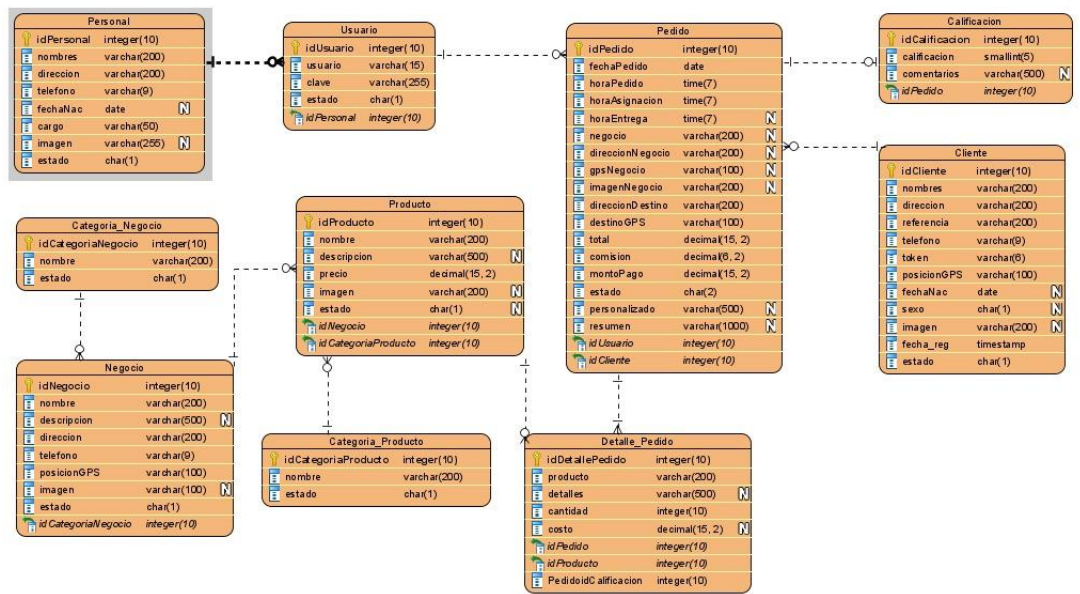 Personal
idPersonal integer(10)
nombres varchar(200)
direccion varchar(200)
telefono varchar(9)
fechaNac date N
cargo varchar(50)
imagen varchar(255) N
estado char(1)
Usuario
idUsuario integer(10)
usuario varchar(15)
clave varchar(255)
estado char(1)
idPersonal integer(10)
Pedido
idPedido integer(10)
fechaPedido date
horaPedido time(7)
horaAsignacion time(7)
horaEntrega time(7) N
negocio varchar(200) N
direccionNegocio varchar(200) N
gpsNegocio varchar(100) N
imagenNegocio varchar(200) N
direccionDestino varchar(200)
destinoGPS varchar(100)
total decimal(15, 2)
comision decimal(6, 2)
montoPago decimal(15, 2)
estado char(2)
personalizado varchar(500) N
resumen varchar(1000) N
idUsuario integer(10)
idCliente integer(10)
Calificacion
idCalificacion integer(10)
calificacion smallint(5)
comentarios varchar(500) N
idPedido integer(10)
Cliente
idCliente integer(10)
nombres varchar(200)
direccion varchar(200)
referencia varchar(200)
telefono varchar(9)
token varchar(6)
posicionGPS varchar(100)
fechaNac date N
sexo char(1) N
imagen varchar(200) N
fecha_reg timestamp
estado char(1)
Categoria_Negocio
idCategoriaNegocio integer(10)
nombre varchar(200)
estado char(1)
Producto
idProducto integer(10)
nombre varchar(200)
descripcion varchar(500) N
precio decimal(15, 2)
imagen varchar(200) N
estado char(1) N
idNegocio integer(10)
idCategoriaProducto integer(10)
Negocio
idNegocio integer(10)
nombre varchar(200)
descripcion varchar(500) N
direccion varchar(200)
telefono varchar(9)
posicionGPS varchar(100)
imagen varchar(100) N
estado char(1)
idCategoriaNegocio integer(10)
Categoria_Producto
idCategoriaProducto integer(10)
nombre varchar(200)
estado char(1)
Detalle_Pedido
idDetallePedido integer(10)
producto varchar(200)
detalles varchar(500) N
cantidad integer(10)
costo decimal(15, 2) N
idPedido integer(10)
idProducto integer(10)
PedidoidCalificacion integer(10)